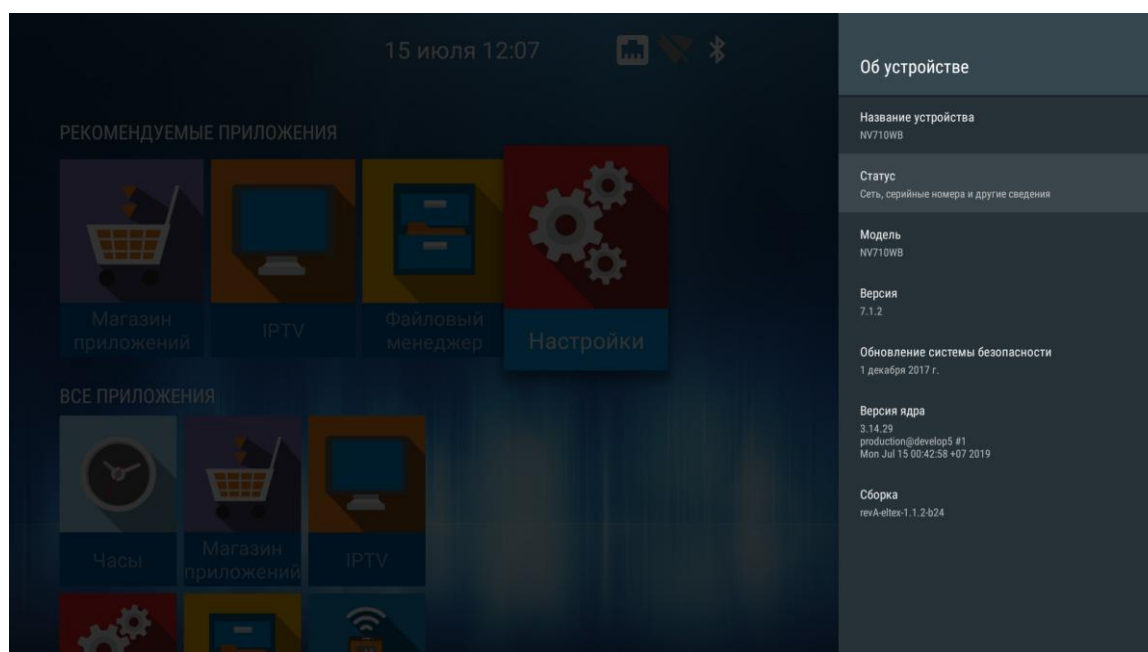 15 июля 12:07
РЕКОМЕНДУЕМЫЕ ПРИЛОЖЕНИЯ
Магазин
приложений
IPTV
Файловый
менеджер
Настройки
ВСЕ ПРИЛОЖЕНИЯ
Часы
Магазин
приложений
IPTV
Об устройстве
Название устройства
NV710WB
Статус
Сеть, серийные номера и другие сведения
Модель
NV710WB
Версия
7.1.2
Обновление системы безопасности
1 декабря 2017 г.
Версия ядра
3.14.29
production@develop5 #1
Mon Jul 15 00:42:58 +07 2019
Сборка
revA-eltex-1.1.2-b24